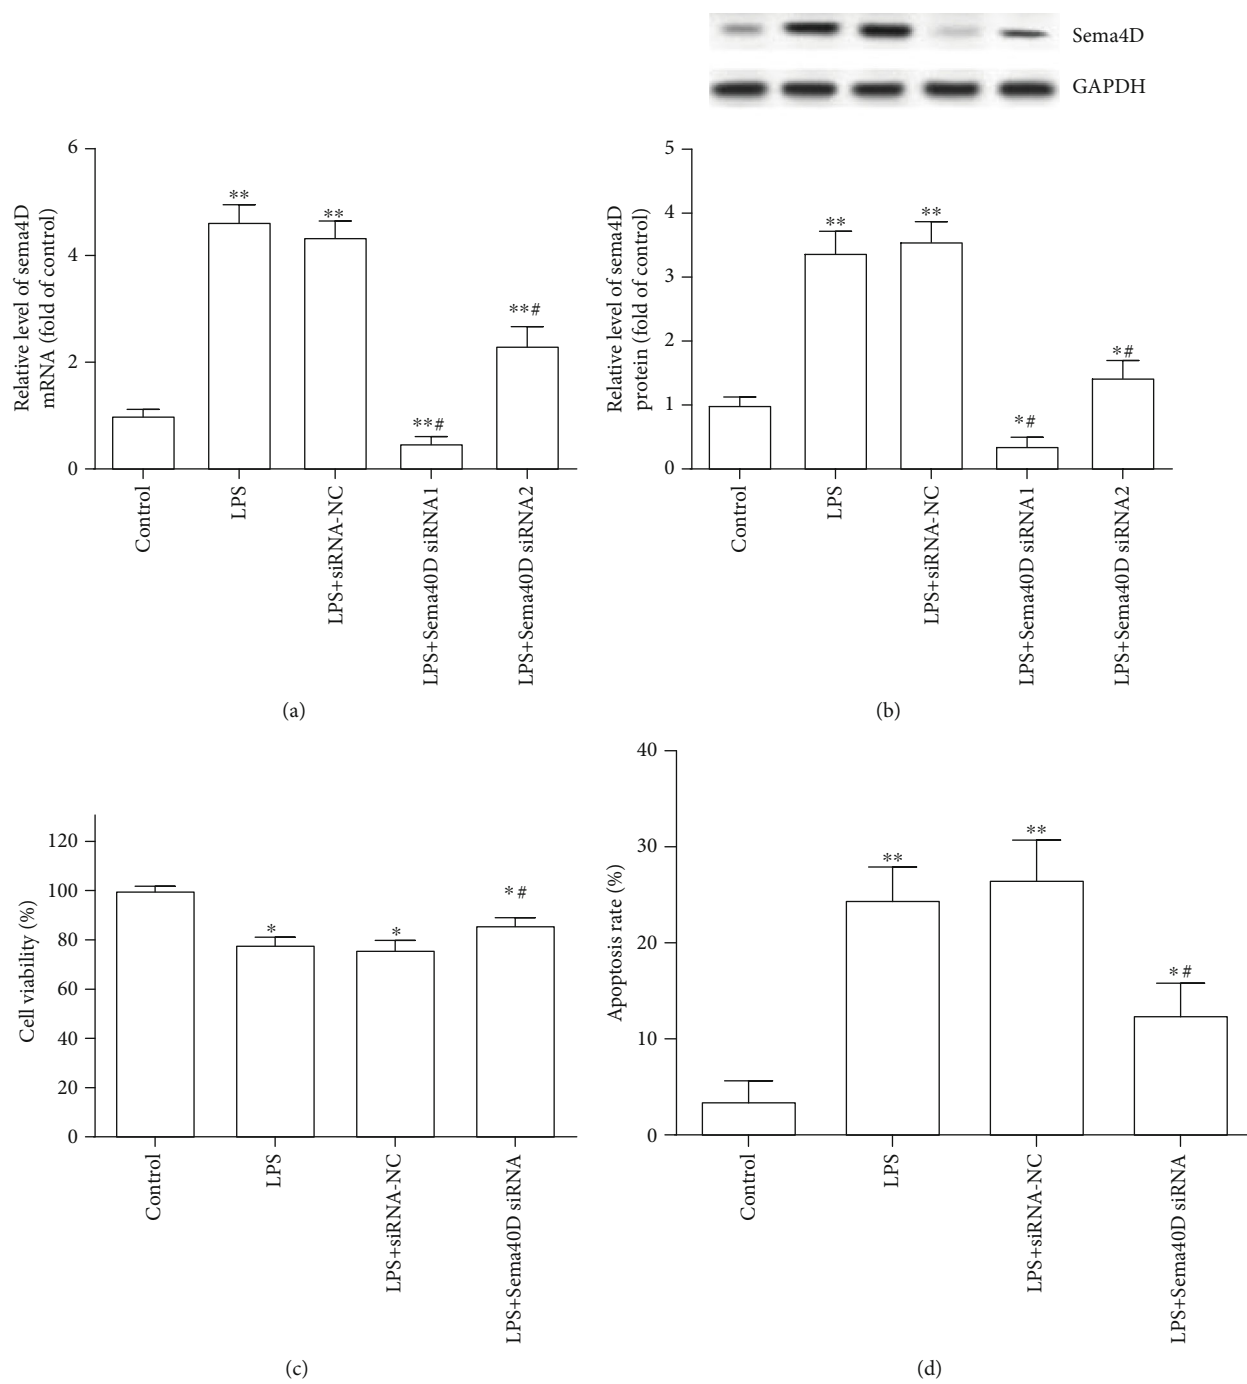 Sema4D
GAPDH
Relative level of sema4D
mRNA (fold of control)
6
4
2
0
**
**
**#
**#
Control
LPS
LPS+siRNA-NC
LPS+Sema40D siRNA1
LPS+Sema40D siRNA2
(a)
Relative level of sema4D
protein (fold of control)
5
4
3
2
1
0
**
**
*#
*#
Control
LPS
LPS+siRNA-NC
LPS+Sema40D siRNA1
LPS+Sema40D siRNA2
(b)
Cell viability (%)
120
100
80
60
40
20
0
*
*
*#
Control
LPS
LPS+siRNA-NC
LPS+Sema40D siRNA
(c)
Apoptosis rate (%)
40
30
20
10
0
**
**
*#
Control
LPS
LPS+siRNA-NC
LPS+Sema40D siRNA
(d)